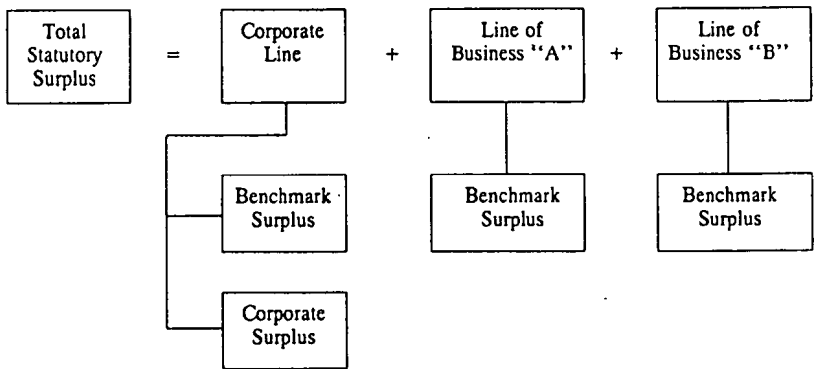 Total
Statutory
Surplus
=
Corporate
Line
+
Line of
Business "A"
+
Line of
Business "B"
Benchmark
Surplus
Benchmark
Surplus
Benchmark
Surplus
Corporate
Surplus